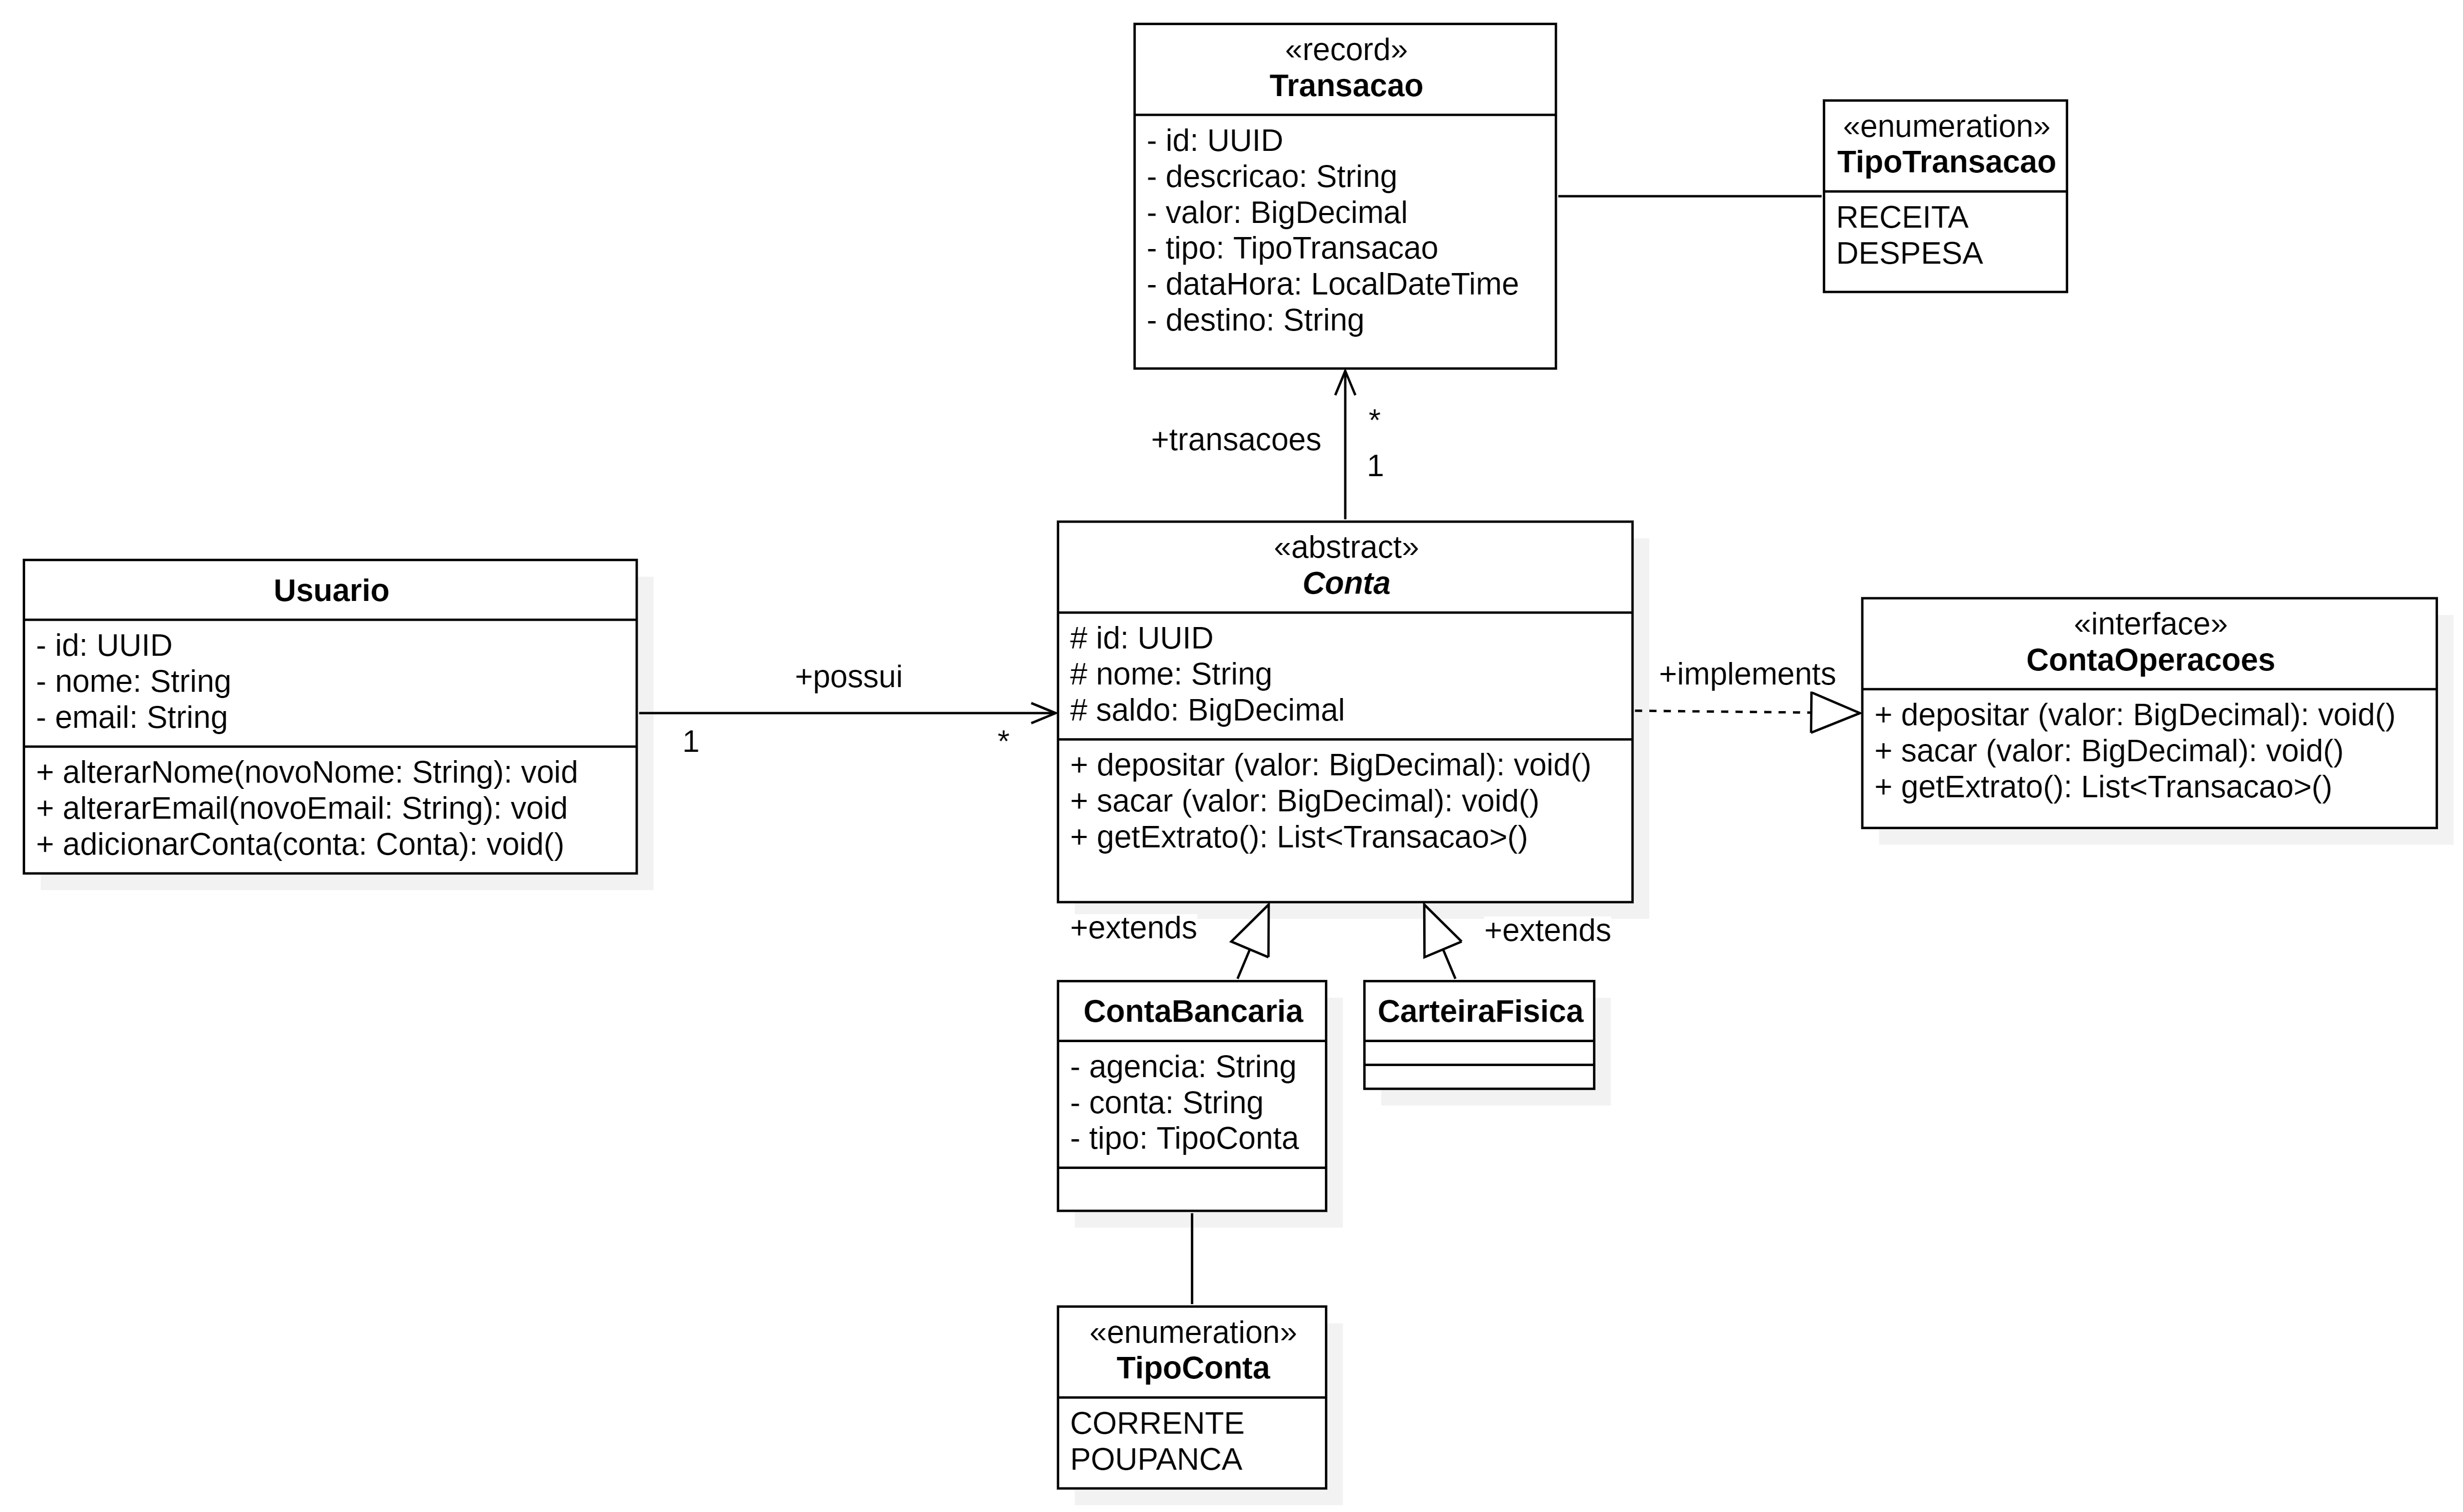 «record»
Transacao
- id: UUID
- descricao: String
- valor: BigDecimal
- tipo: TipoTransacao
- dataHora: LocalDateTime
- destino: String
«enumeration»
TipoTransacao
RECEITA
DESPESA
+transacoes
*
1
Usuario
- id: UUID
- nome: String
- email: String
+ alterarNome(novoNome: String): void
+ alterarEmail(novoEmail: String): void
+ adicionarConta(conta: Conta): void()
+possui
1
*
«abstract»
Conta
# id: UUID
# nome: String
# saldo: BigDecimal
+ depositar (valor: BigDecimal): void()
+ sacar (valor: BigDecimal): void()
+ getExtrato(): List<Transacao>()
+implements
«interface»
ContaOperacoes
+ depositar (valor: BigDecimal): void()
+ sacar (valor: BigDecimal): void()
+ getExtrato(): List<Transacao>()
+extends
+extends
ContaBancaria
- agencia: String
- conta: String
- tipo: TipoConta
CarteiraFisica
«enumeration»
TipoConta
CORRENTE
POUPANCA